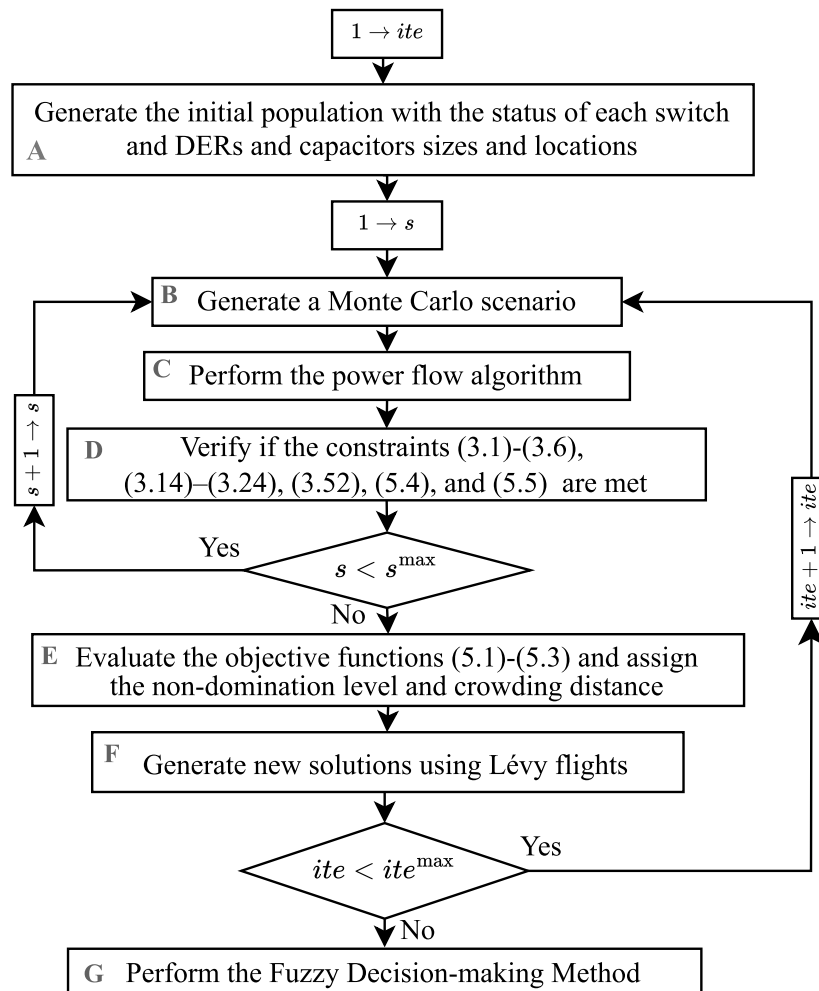 1 → ite
Generate the initial population with the status of each switch
A and DERs and capacitors sizes and locations
1 → s
B Generate a Monte Carlo scenario
C Perform the power flow algorithm
s + 1 → s
D Verify if the constraints (3.1)-(3.6),
(3.14)–(3.24), (3.52), (5.4), and (5.5) are met
ite + 1 → ite
Yes
s < s^max
No
E Evaluate the objective functions (5.1)-(5.3) and assign
the non-domination level and crowding distance
F Generate new solutions using Lévy flights
ite < ite^max
Yes
No
G Perform the Fuzzy Decision-making Method